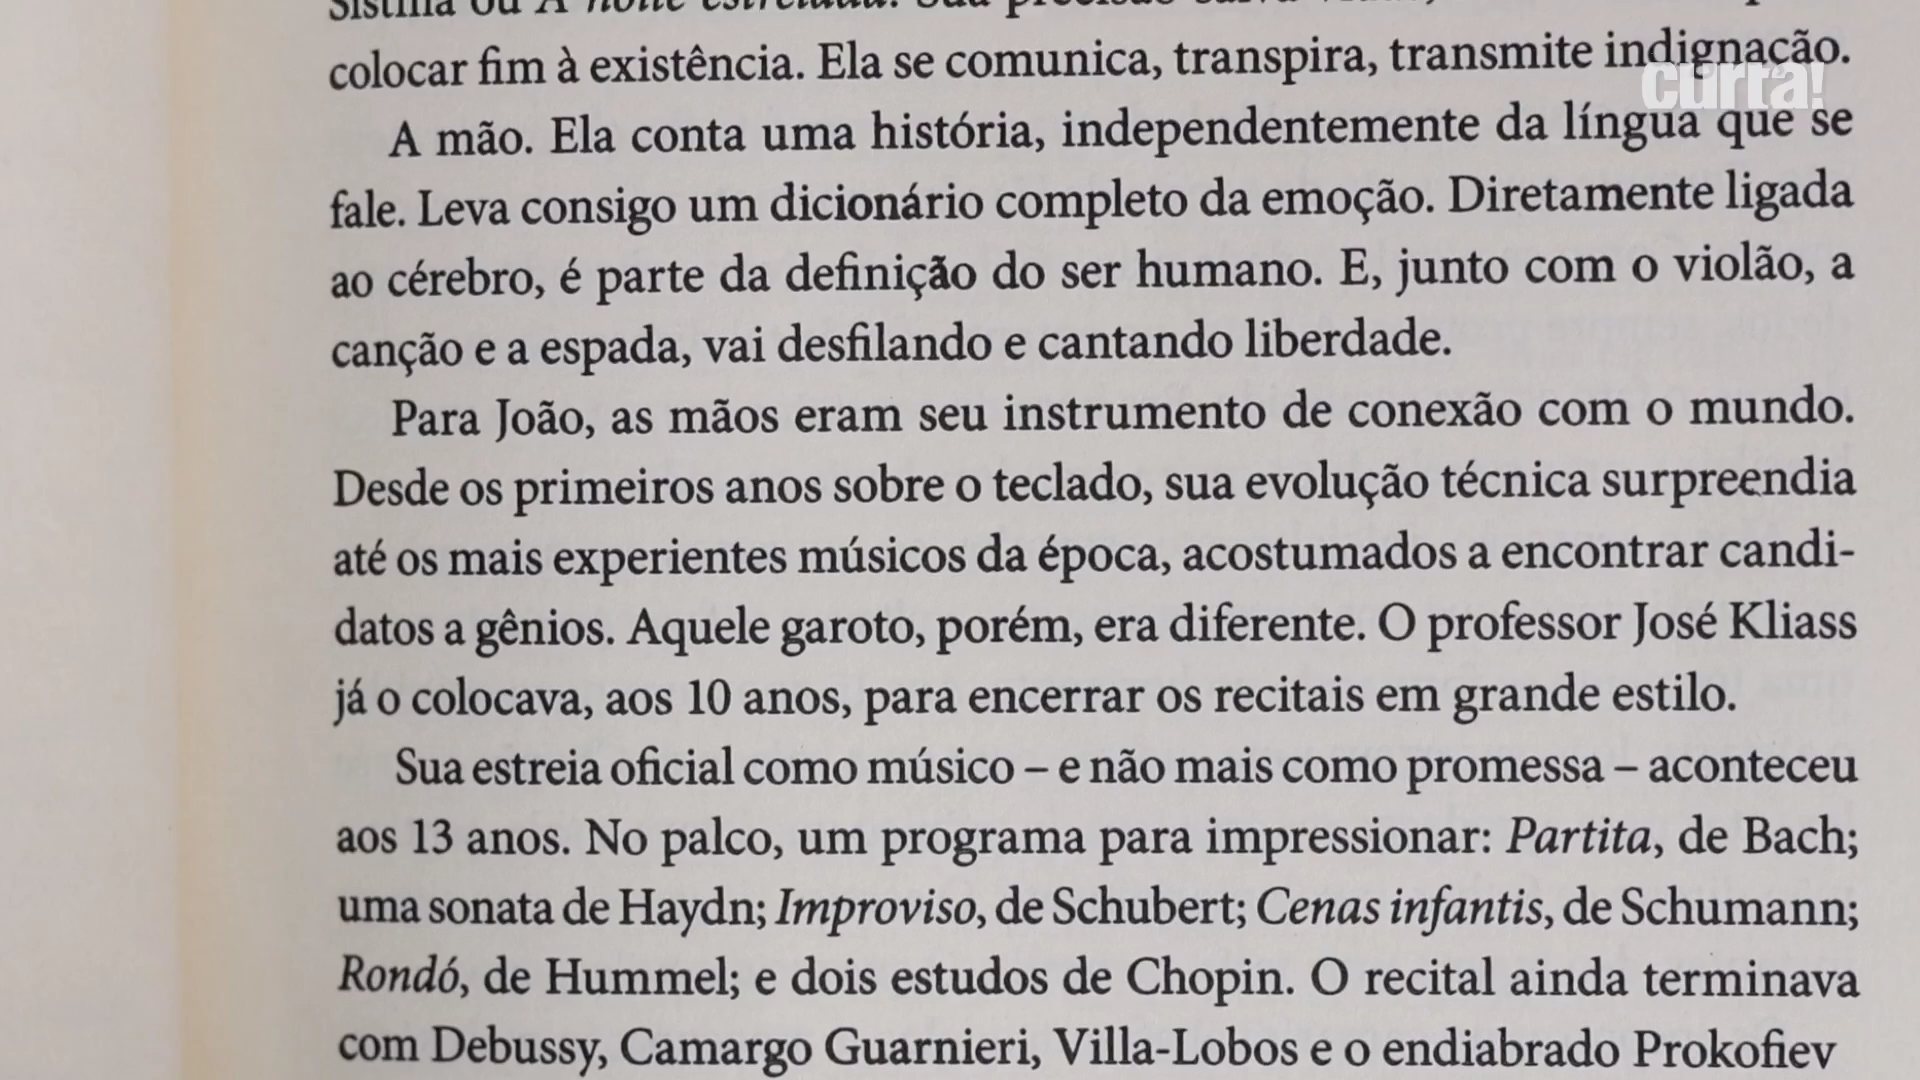 Sistina ou A noite estrelada.
colocar fim à existência. Ela se comunica, transpira, transmite indignação.
curta!
A mão. Ela conta uma história, independentemente da língua que se
fale. Leva consigo um dicionário completo da emoção. Diretamente ligada
ao cérebro, é parte da definição do ser humano. E, junto com o violão, a
canção e a espada, vai desfilando e cantando liberdade.
Para João, as mãos eram seu instrumento de conexão com o mundo.
Desde os primeiros anos sobre o teclado, sua evolução técnica surpreendia
até os mais experientes músicos da época, acostumados a encontrar candi-
datos a gênios. Aquele garoto, porém, era diferente. O professor José Kliass
já o colocava, aos 10 anos, para encerrar os recitais em grande estilo.
Sua estreia oficial como músico – e não mais como promessa – aconteceu
aos 13 anos. No palco, um programa para impressionar: Partita, de Bach;
uma sonata de Haydn; Improviso, de Schubert; Cenas infantis, de Schumann;
Rondó, de Hummel; e dois estudos de Chopin. O recital ainda terminava
com Debussy, Camargo Guarnieri, Villa-Lobos e o endiabrado Prokofiev